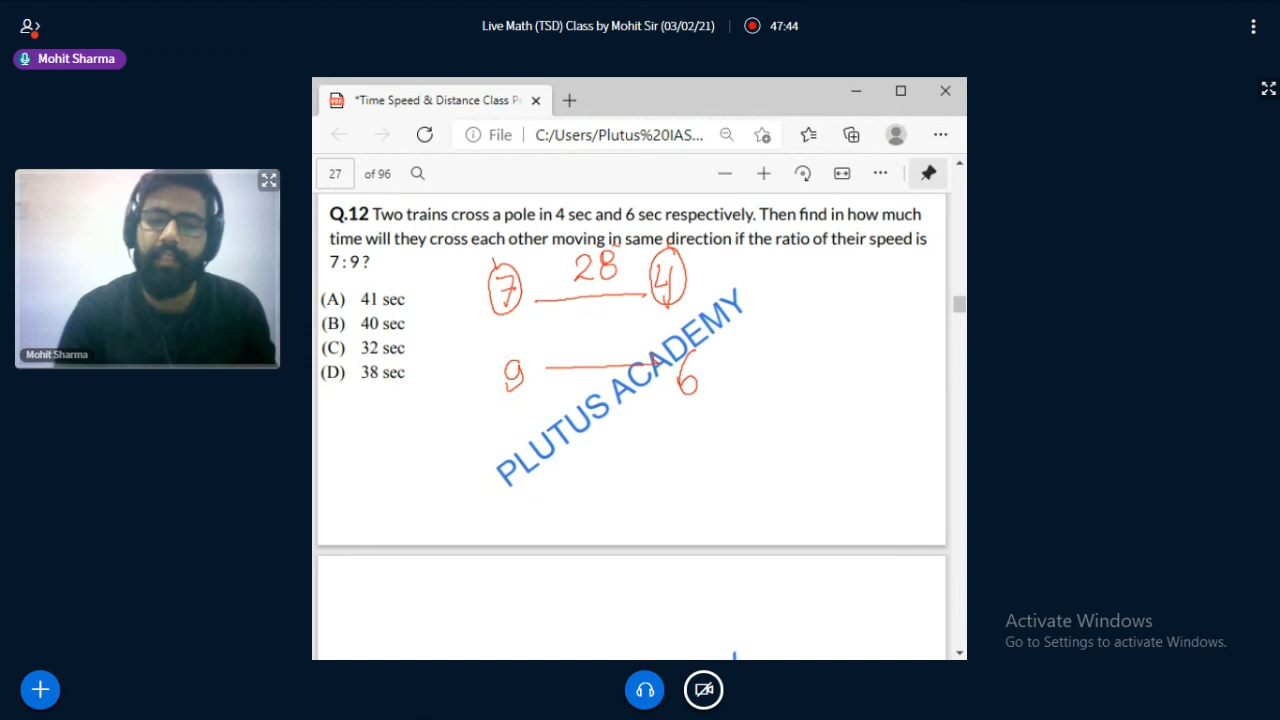 Live Math (TSD) Class by Mohit Sir (03/02/21)
47:44
Mohit Sharma
*Time Speed & Distance Class Pr
File
C:/Users/Plutus%20IAS...
27
of 96
Q.12 Two trains cross a pole in 4 sec and 6 sec respectively. Then find in how much
time will they cross each other moving in same direction if the ratio of their speed is
7 : 9 ?
7 28 4
(A) 41 sec
(B) 40 sec
(C) 32 sec
(D) 38 sec
9 6
PLUTUS ACADEMY
Mohit Sharma
Activate Windows
Go to Settings to activate Windows.